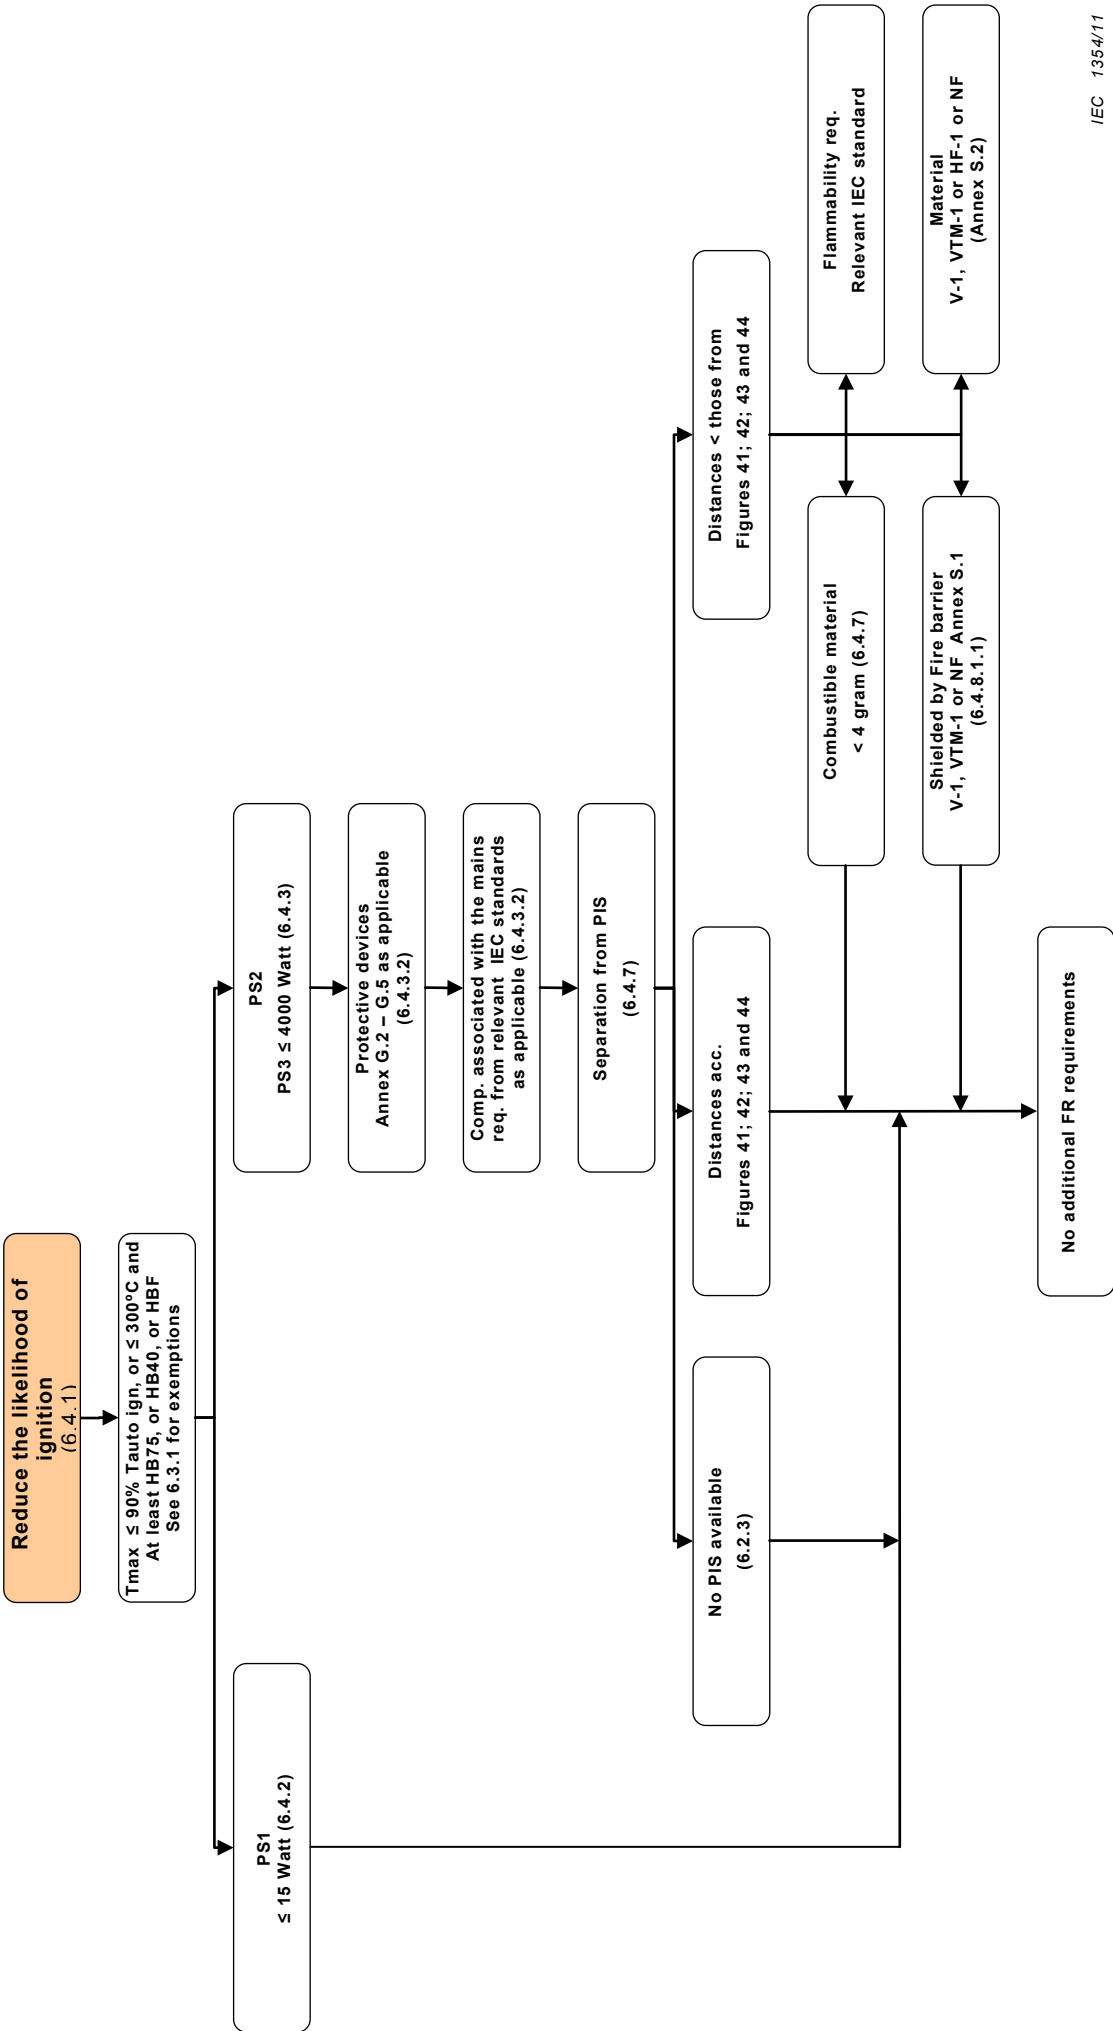 Reduce the likelihood of
ignition
(6.4.1)
Tmax ≤ 90% Tauto ign, or ≤ 300ºC and
At least HB75, or HB40, or HBF
See 6.3.1 for exemptions
PS1
≤ 15 Watt (6.4.2)
PS2
PS3 ≤ 4000 Watt (6.4.3)
Protective devices
Annex G.2 – G.5 as applicable
(6.4.3.2)
Comp. associated with the mains
req. from relevant IEC standards
as applicable (6.4.3.2)
Separation from PIS
(6.4.7)
No PIS available
(6.2.3)
Distances acc.
Figures 41; 42; 43 and 44
Distances < those from
Figures 41; 42; 43 and 44
Combustible material
< 4 gram (6.4.7)
Flammability req.
Relevant IEC standard
Shielded by Fire barrier
V-1, VTM-1 or NF Annex S.1
(6.4.8.1.1)
Material
V-1, VTM-1 or HF-1 or NF
(Annex S.2)
No additional FR requirements
IEC 1354/11